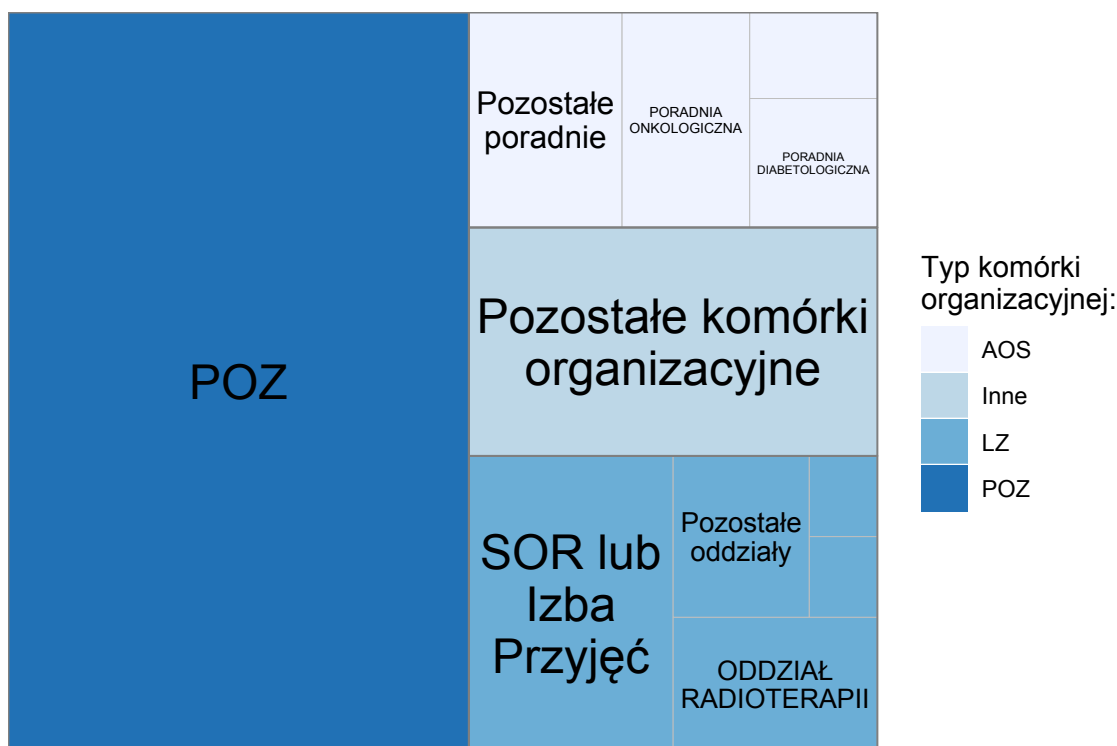 POZ
Pozostałe
poradnie
PORADNIA
ONKOLOGICZNA
PORADNIA
DIABETOLOGICZNA
Pozostałe komórki
organizacyjne
SOR lub
Izba
Przyjęć
Pozostałe
oddziały
ODDZIAŁ
RADIOTERAPII
Typ komórki
organizacyjnej:
AOS
Inne
LZ
POZ